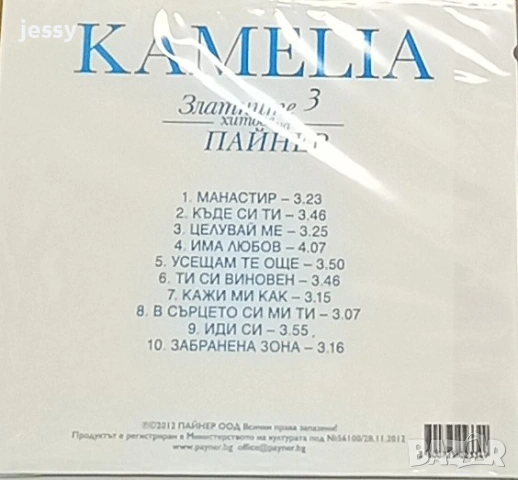 jessy
KAMELIA
Златните 3
хитове на
ПАЙНЕР
1. МАНАСТИР – 3.23
2. КЪДЕ СИ ТИ – 3.46
3. ЦЕЛУВАЙ МЕ – 3.25
4. ИМА ЛЮБОВ – 4.07
5. УСЕЩАМ ТЕ ОЩЕ – 3.50
6. ТИ СИ ВИНОВЕН – 3.46
7. КАЖИ МИ КАК – 3.15
8. В СЪРЦЕТО СИ МИ ТИ – 3.07
9. ИДИ СИ – 3.55
10. ЗАБРАНЕНА ЗОНА – 3.16
℗©2012 ПАЙНЕР ООД Всички права запазени!
Продуктът е регистриран в Министерството на културата под №56100/28.11.2012
www.payner.bg office@payner.bg
BAZAR